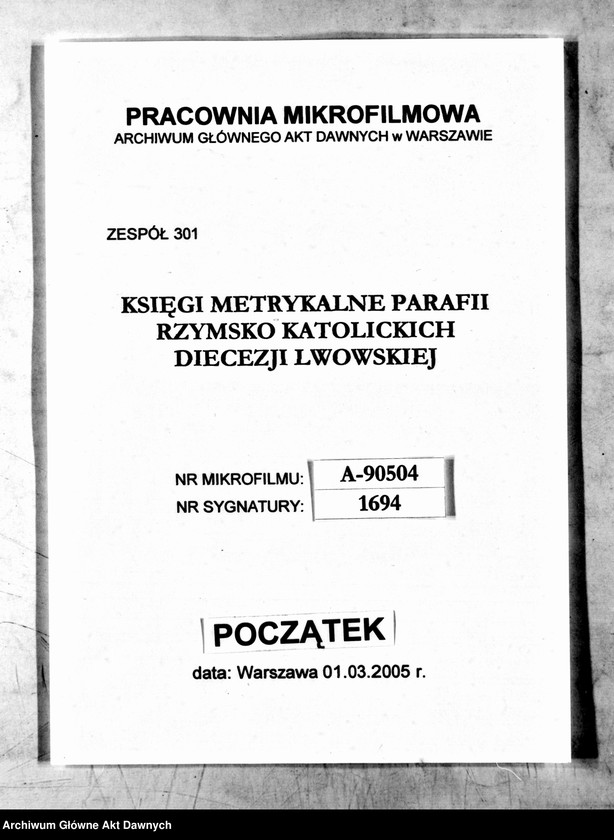 PRACOWNIA MIKROFILMOWA
ARCHIWUM GŁÓWNEGO AKT DAWNYCH w WARSZAWIE
ZESPÓŁ 301
KSIĘGI METRYKALNE PARAFII
RZYMSKO KATOLICKICH
DIECEZJI LWOWSKIEJ
NR MIKROFILMU: A-90504
NR SYGNATURY: 1694
POCZĄTEK
data: Warszawa 01.03.2005 r.
Archiwum Główne Akt Dawnych